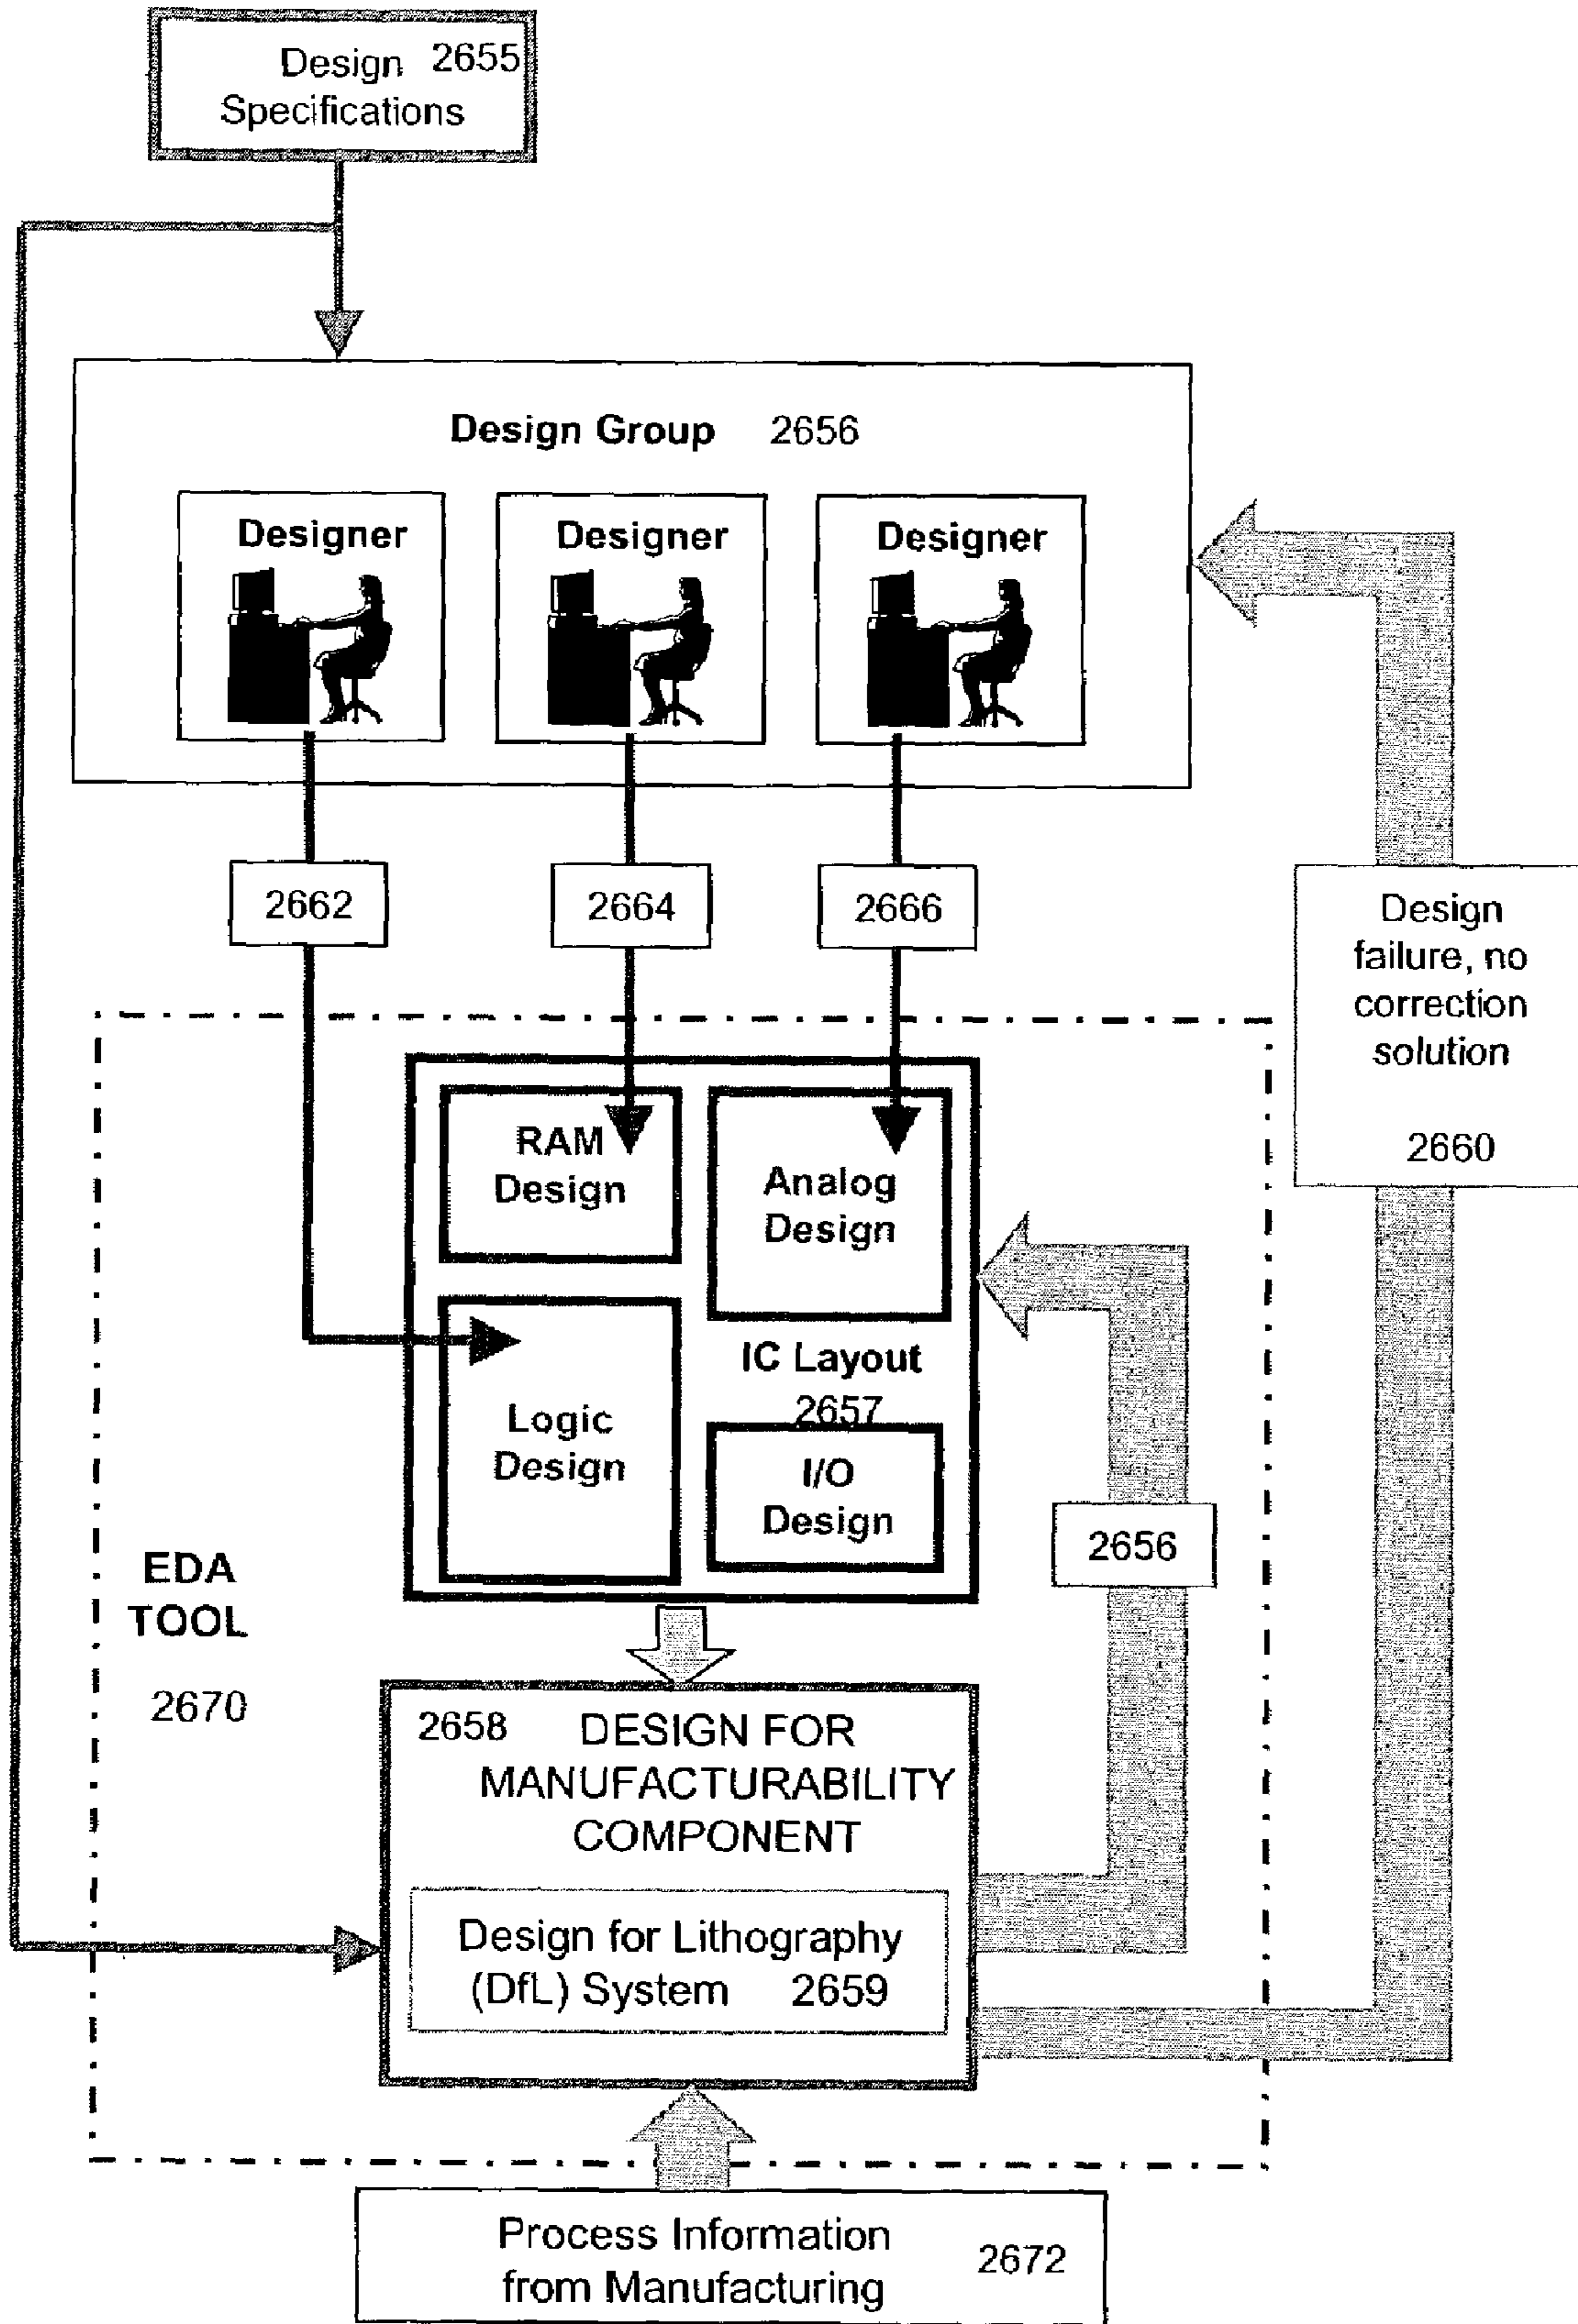 Design 2655
Specifications
Design Group 2656
Designer
Designer
Designer
2662
2664
2666
Design
failure, no
correction
solution
2660
RAM
Design
Analog
Design
IC Layout
2657
Logic
Design
I/O
Design
2656
EDA
TOOL
2670
2658 DESIGN FOR
MANUFACTURABILITY
COMPONENT
Design for Lithography
(DfL) System 2659
Process Information
from Manufacturing
2672